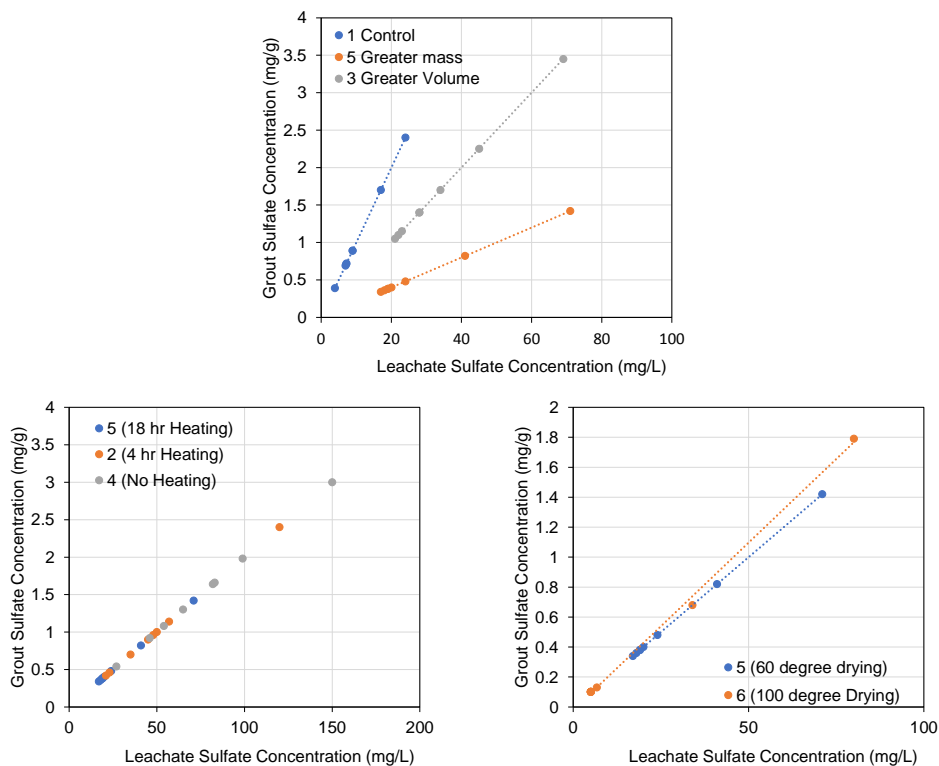 Grout Sulfate Concentration (mg/g)
4
3.5
3
2.5
2
1.5
1
0.5
0
1 Control
5 Greater mass
3 Greater Volume
0 20 40 60 80 100
Leachate Sulfate Concentration (mg/L)
Grout Sulfate Concentration (mg/g)
4
3.5
3
2.5
2
1.5
1
0.5
0
5 (18 hr Heating)
2 (4 hr Heating)
4 (No Heating)
0 50 100 150 200
Leachate Sulfate Concentration (mg/L)
Grout Sulfate Concentration (mg/g)
2
1.8
1.6
1.4
1.2
1
0.8
0.6
0.4
0.2
0
5 (60 degree drying)
6 (100 degree Drying)
0 50 100
Leachate Sulfate Concentration (mg/L)